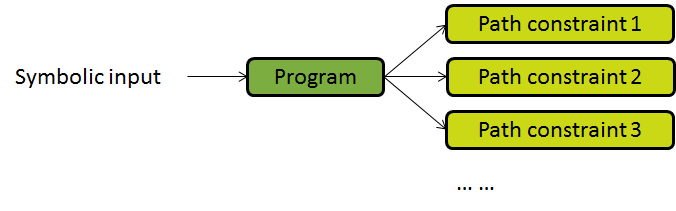 Path constraint 1
Symbolic input
Program
Path constraint 2
Path constraint 3
... ...